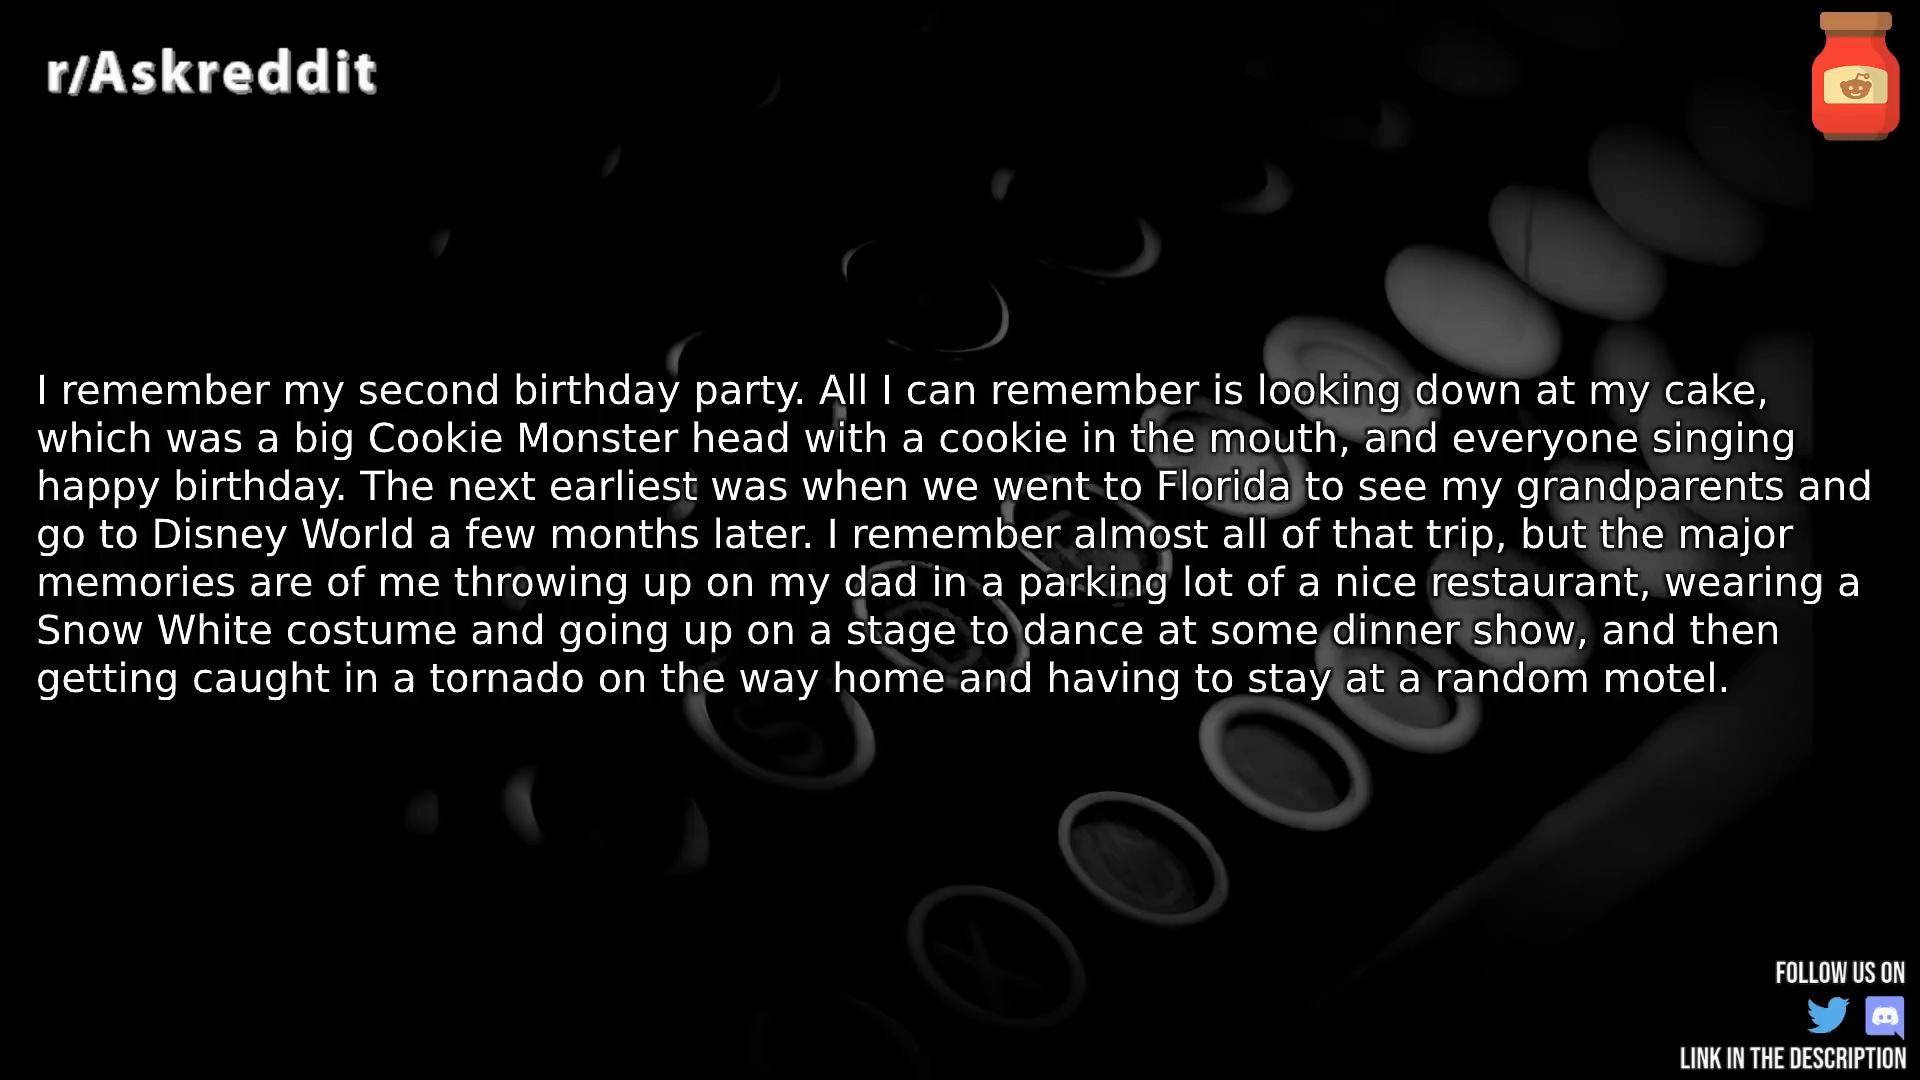 r/Askreddit
I remember my second birthday party. All I can remember is looking down at my cake,
which was a big Cookie Monster head with a cookie in the mouth, and everyone singing
happy birthday. The next earliest was when we went to Florida to see my grandparents and
go to Disney World a few months later. I remember almost all of that trip, but the major
memories are of me throwing up on my dad in a parking lot of a nice restaurant, wearing a
Snow White costume and going up on a stage to dance at some dinner show, and then
getting caught in a tornado on the way home and having to stay at a random motel.
S
X
FOLLOW US ON
LINK IN THE DESCRIPTION